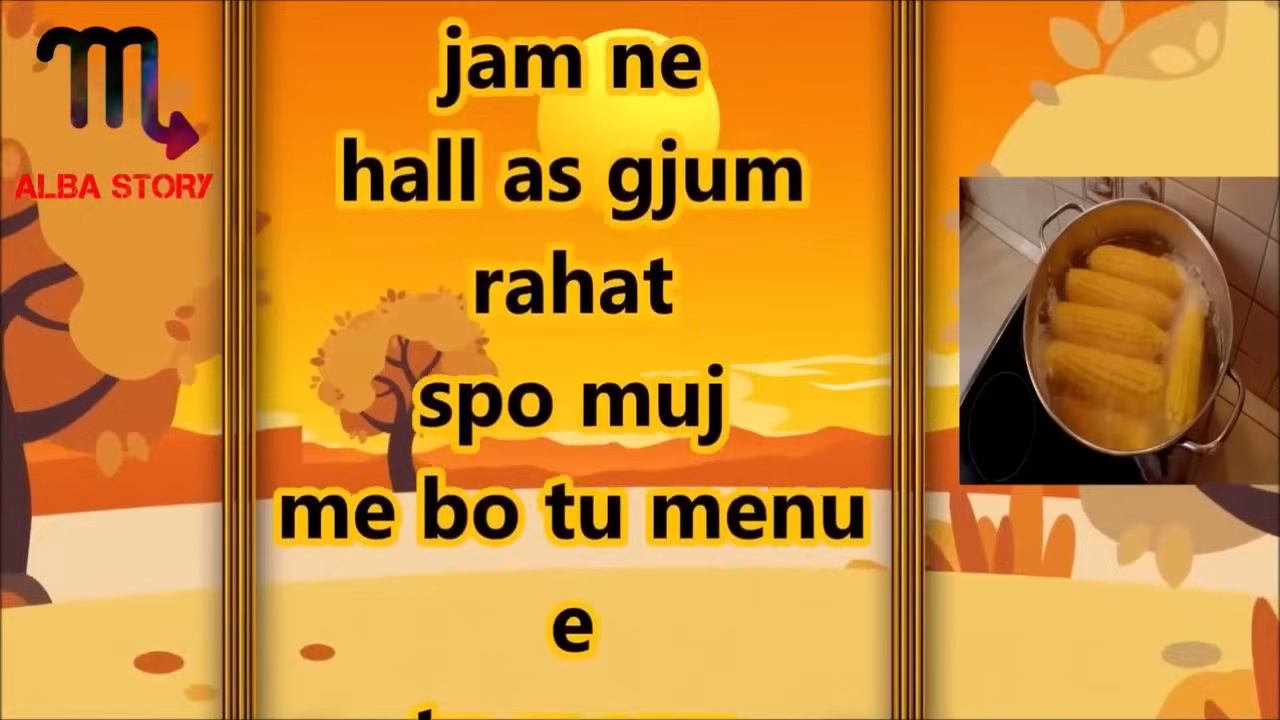 ALBA STORY
jam ne
hall as gjum
rahat
spo muj
me bo tu menu
e